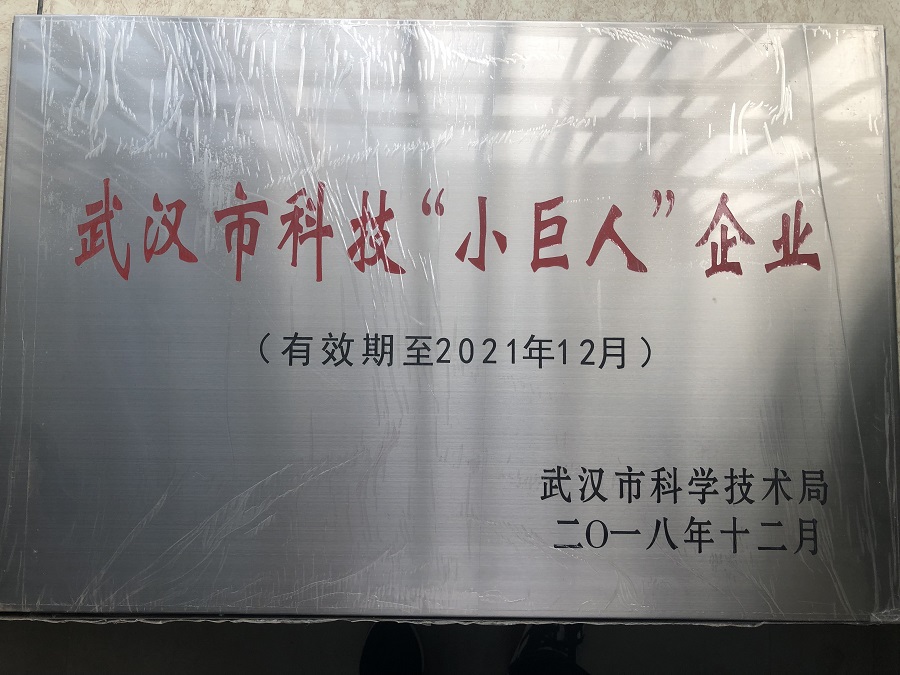 武汉市科技“小巨人”企业
（有效期至2021年12月）
武汉市科学技术局
二〇一八年十二月